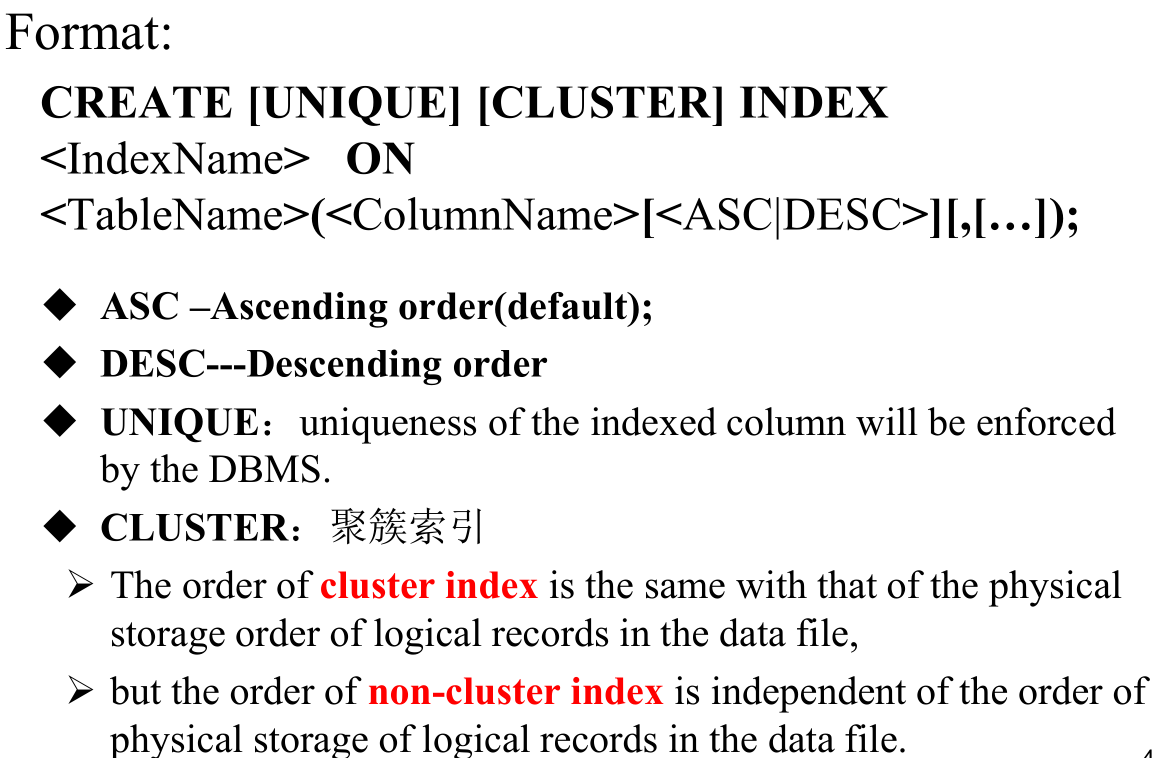 Format:
CREATE [UNIQUE] [CLUSTER] INDEX
<IndexName> ON
<TableName>(<ColumnName>[<ASC|DESC>][,[…]);
◆ ASC –Ascending order(default);
◆ DESC---Descending order
◆ UNIQUE：uniqueness of the indexed column will be enforced
by the DBMS.
◆ CLUSTER：聚簇索引
➢ The order of cluster index is the same with that of the physical
storage order of logical records in the data file,
➢ but the order of non-cluster index is independent of the order of
physical storage of logical records in the data file.